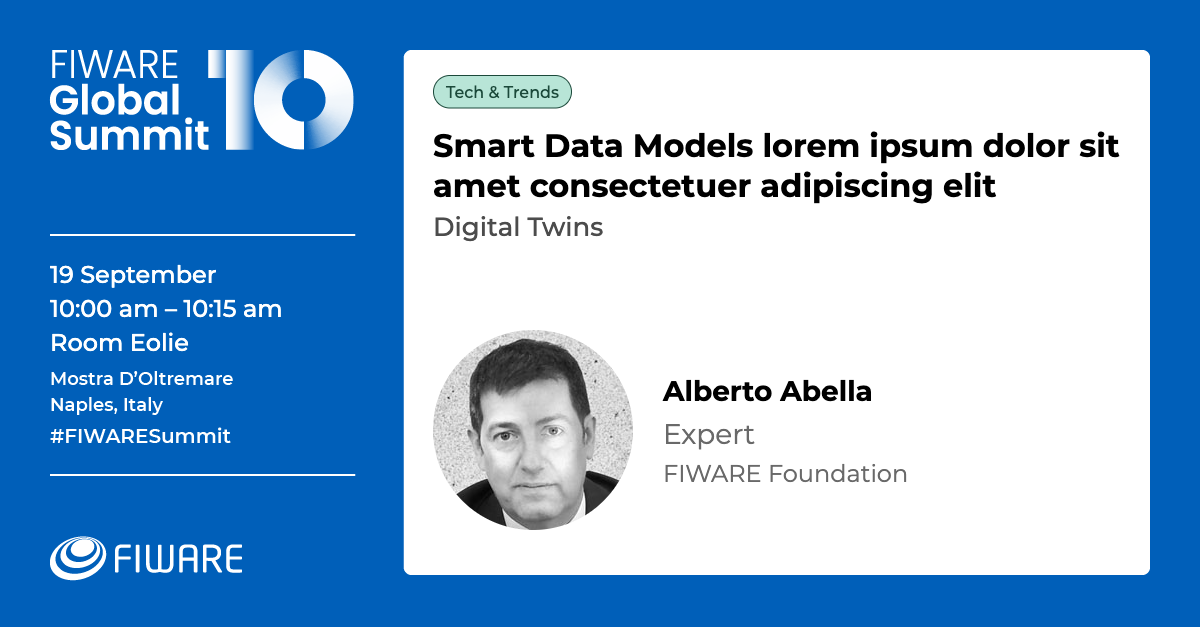 FIWARE
Global
Summit
10
19 September
10:00 am – 10:15 am
Room Eolie
Mostra D’Oltremare
Naples, Italy
#FIWARESummit
FIWARE
Tech & Trends
Smart Data Models lorem ipsum dolor sit
amet consectetuer adipiscing elit
Digital Twins
Alberto Abella
Expert
FIWARE Foundation